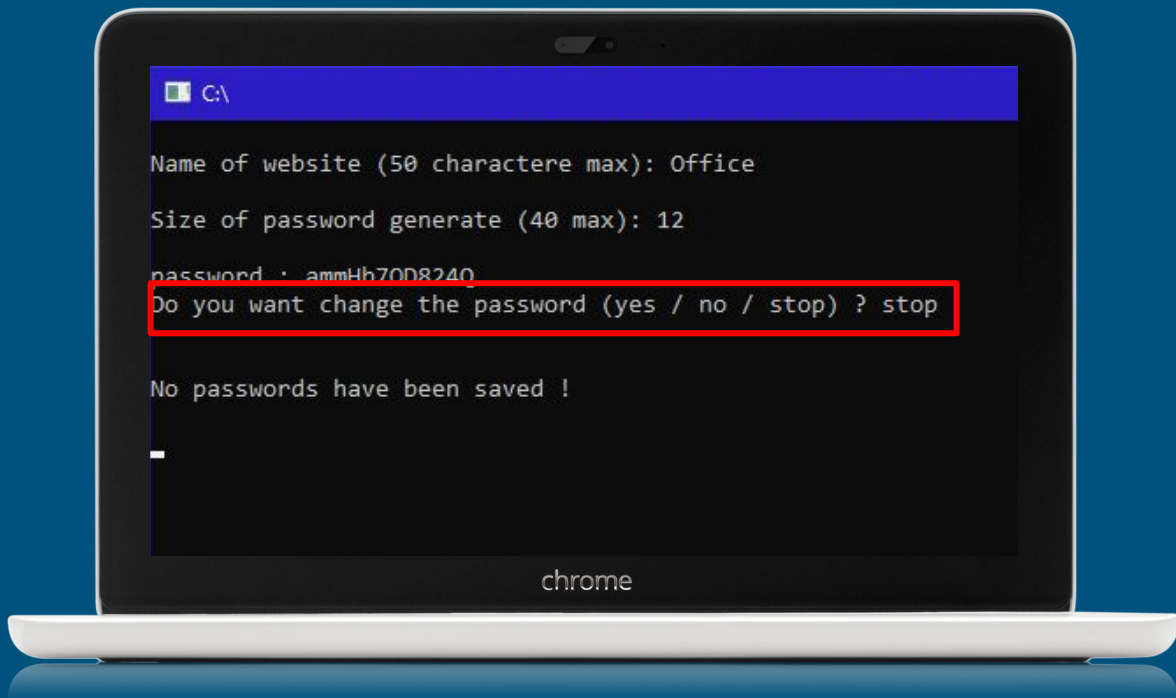 C:\
Name of website (50 charactere max): Office
Size of password generate (40 max): 12
password : ammHb7OD824Q
Do you want change the password (yes / no / stop) ? stop
No passwords have been saved !
chrome